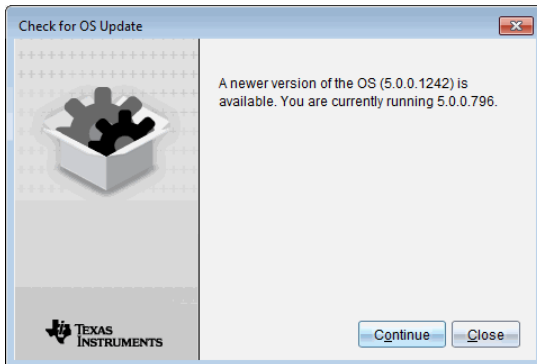 Check for OS Update
A newer version of the OS (5.0.0.1242) is
available. You are currently running 5.0.0.796.
TEXAS
INSTRUMENTS
Continue
Close